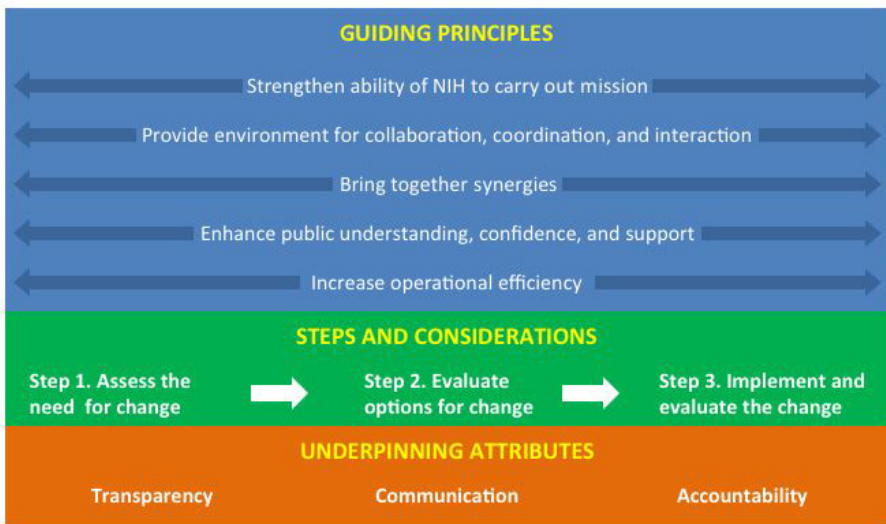 GUIDING PRINCIPLES
Strengthen ability of NIH to carry out mission
Provide environment for collaboration, coordination, and interaction
Bring together synergies
Enhance public understanding, confidence, and support
Increase operational efficiency
STEPS AND CONSIDERATIONS
Step 1. Assess the
need for change
Step 2. Evaluate
options for change
Step 3. Implement and
evaluate the change
UNDERPINNING ATTRIBUTES
Transparency
Communication
Accountability